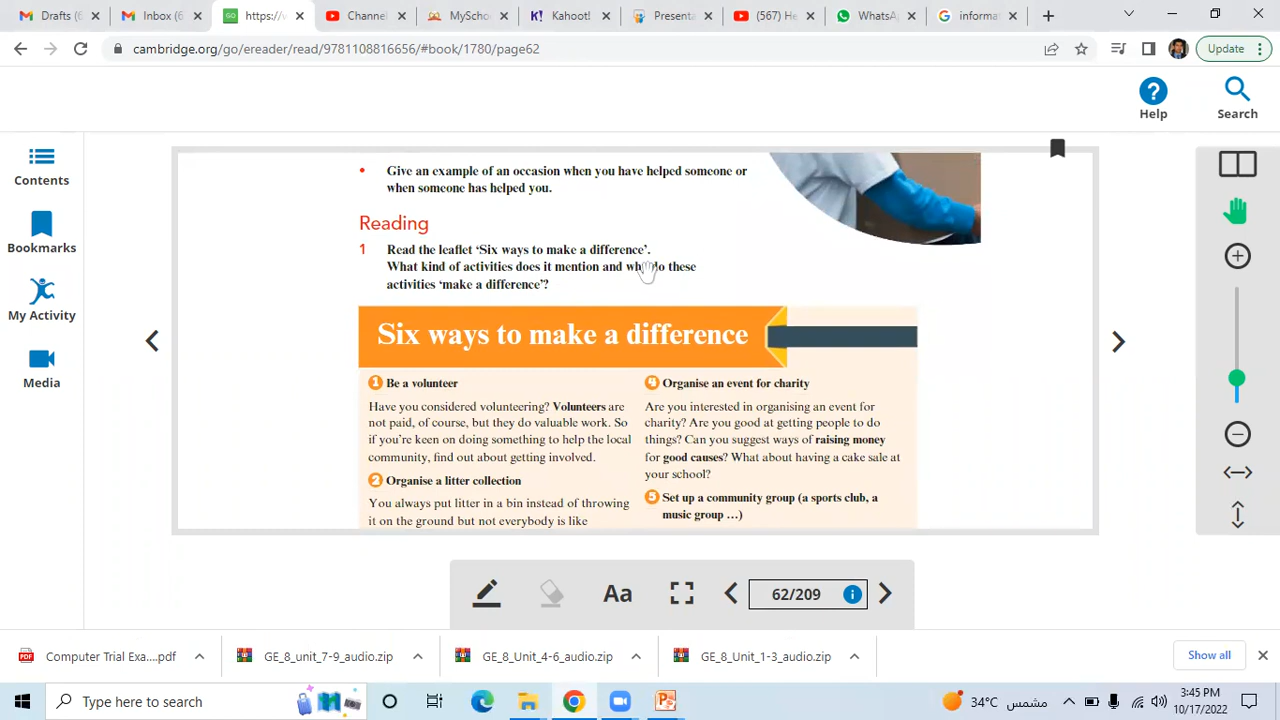 Drafts (6
Inbox (6
https://
Channel
MyScho
Kahoot!
Presenta
(567) He
WhatsA
informat
cambridge.org/go/ereader/read/9781108816656/#book/1780/page62
Update
Help
Search
Contents
Bookmarks
My Activity
Media
• Give an example of an occasion when you have helped someone or
when someone has helped you.
Reading
1 Read the leaflet ‘Six ways to make a difference’.
What kind of activities does it mention and why do these
activities ‘make a difference’?
Six ways to make a difference
1 Be a volunteer
Have you considered volunteering? Volunteers are
not paid, of course, but they do valuable work. So
if you’re keen on doing something to help the local
community, find out about getting involved.
2 Organise a litter collection
You always put litter in a bin instead of throwing
it on the ground but not everybody is like
4 Organise an event for charity
Are you interested in organising an event for
charity? Are you good at getting people to do
things? Can you suggest ways of raising money
for good causes? What about having a cake sale at
your school?
5 Set up a community group (a sports club, a
music group …)
Aa
62/209
Computer Trial Exa....pdf
GE_8_unit_7-9_audio.zip
GE_8_Unit_4-6_audio.zip
GE_8_Unit_1-3_audio.zip
Show all
Type here to search
34°C مشمس
3:45 PM
10/17/2022